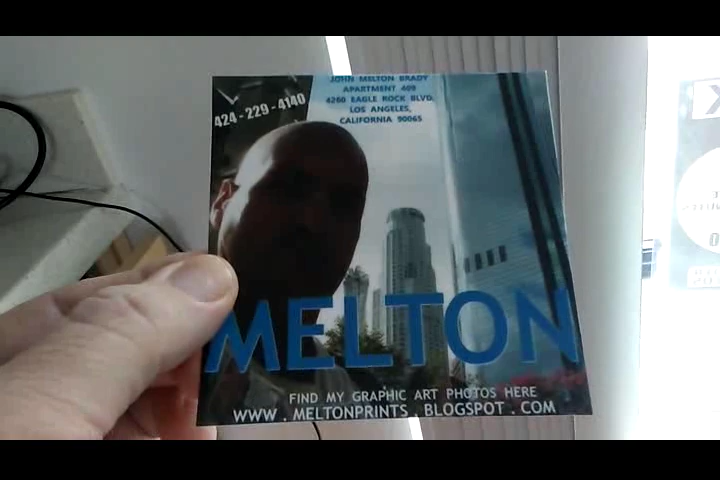 424-229-4140
JOHN MELTON BRADY
APARTMENT 409
4260 EAGLE ROCK BLVD,
LOS ANGELES,
CALIFORNIA 90065
MELTON
FIND MY GRAPHIC ART PHOTOS HERE
WWW . MELTONPRINTS . BLOGSPOT . COM